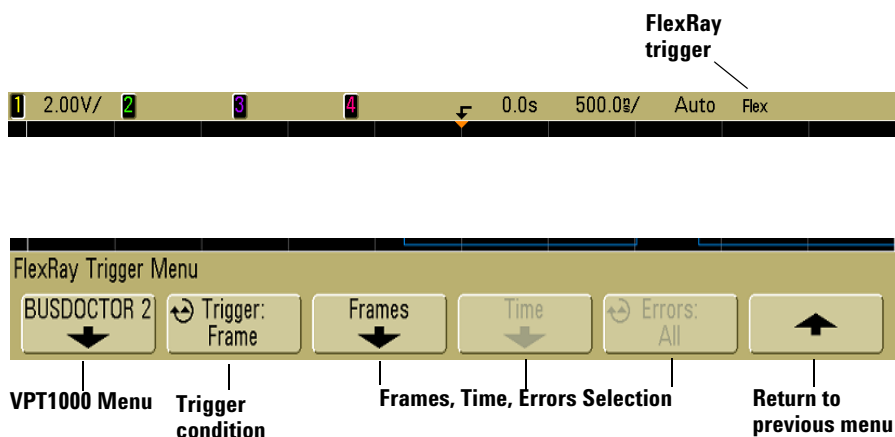 FlexRay
trigger
1 2.00V/ 2 3 4 0.0s 500.0ns/ Auto Flex
FlexRay Trigger Menu
BUSDOCTOR 2 Trigger: Frames Time Errors:
Frame All
VPT1000 Menu Trigger Frames, Time, Errors Selection Return to
condition previous menu